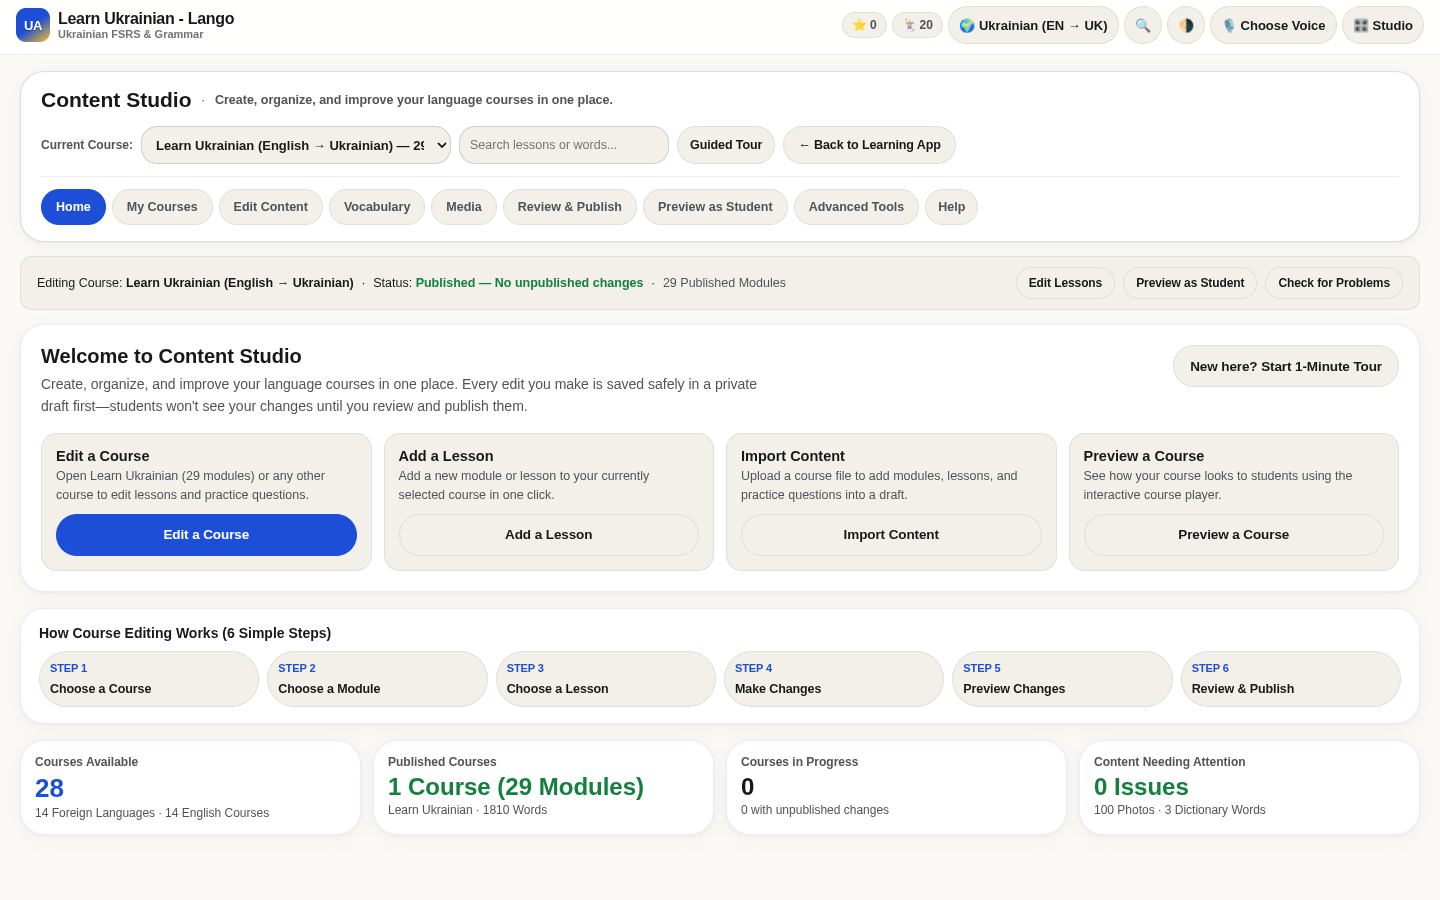 UA
Learn Ukrainian - Lango
Ukrainian FSRS & Grammar
⭐ 0
🃏 20
🌍 Ukrainian (EN → UK)
🔍
🌗
🎙️ Choose Voice
🎛️ Studio
Content Studio · Create, organize, and improve your language courses in one place.
Current Course:
Learn Ukrainian (English → Ukrainian) — 29
Search lessons or words...
Guided Tour
← Back to Learning App
Home
My Courses
Edit Content
Vocabulary
Media
Review & Publish
Preview as Student
Advanced Tools
Help
Editing Course: Learn Ukrainian (English → Ukrainian) · Status: Published — No unpublished changes · 29 Published Modules
Edit Lessons
Preview as Student
Check for Problems
Welcome to Content Studio
Create, organize, and improve your language courses in one place. Every edit you make is saved safely in a private
draft first—students won't see your changes until you review and publish them.
New here? Start 1-Minute Tour
Edit a Course
Open Learn Ukrainian (29 modules) or any other
course to edit lessons and practice questions.
Edit a Course
Add a Lesson
Add a new module or lesson to your currently
selected course in one click.
Add a Lesson
Import Content
Upload a course file to add modules, lessons, and
practice questions into a draft.
Import Content
Preview a Course
See how your course looks to students using the
interactive course player.
Preview a Course
How Course Editing Works (6 Simple Steps)
STEP 1
Choose a Course
STEP 2
Choose a Module
STEP 3
Choose a Lesson
STEP 4
Make Changes
STEP 5
Preview Changes
STEP 6
Review & Publish
Courses Available
28
14 Foreign Languages · 14 English Courses
Published Courses
1 Course (29 Modules)
Learn Ukrainian · 1810 Words
Courses in Progress
0
0 with unpublished changes
Content Needing Attention
0 Issues
100 Photos · 3 Dictionary Words